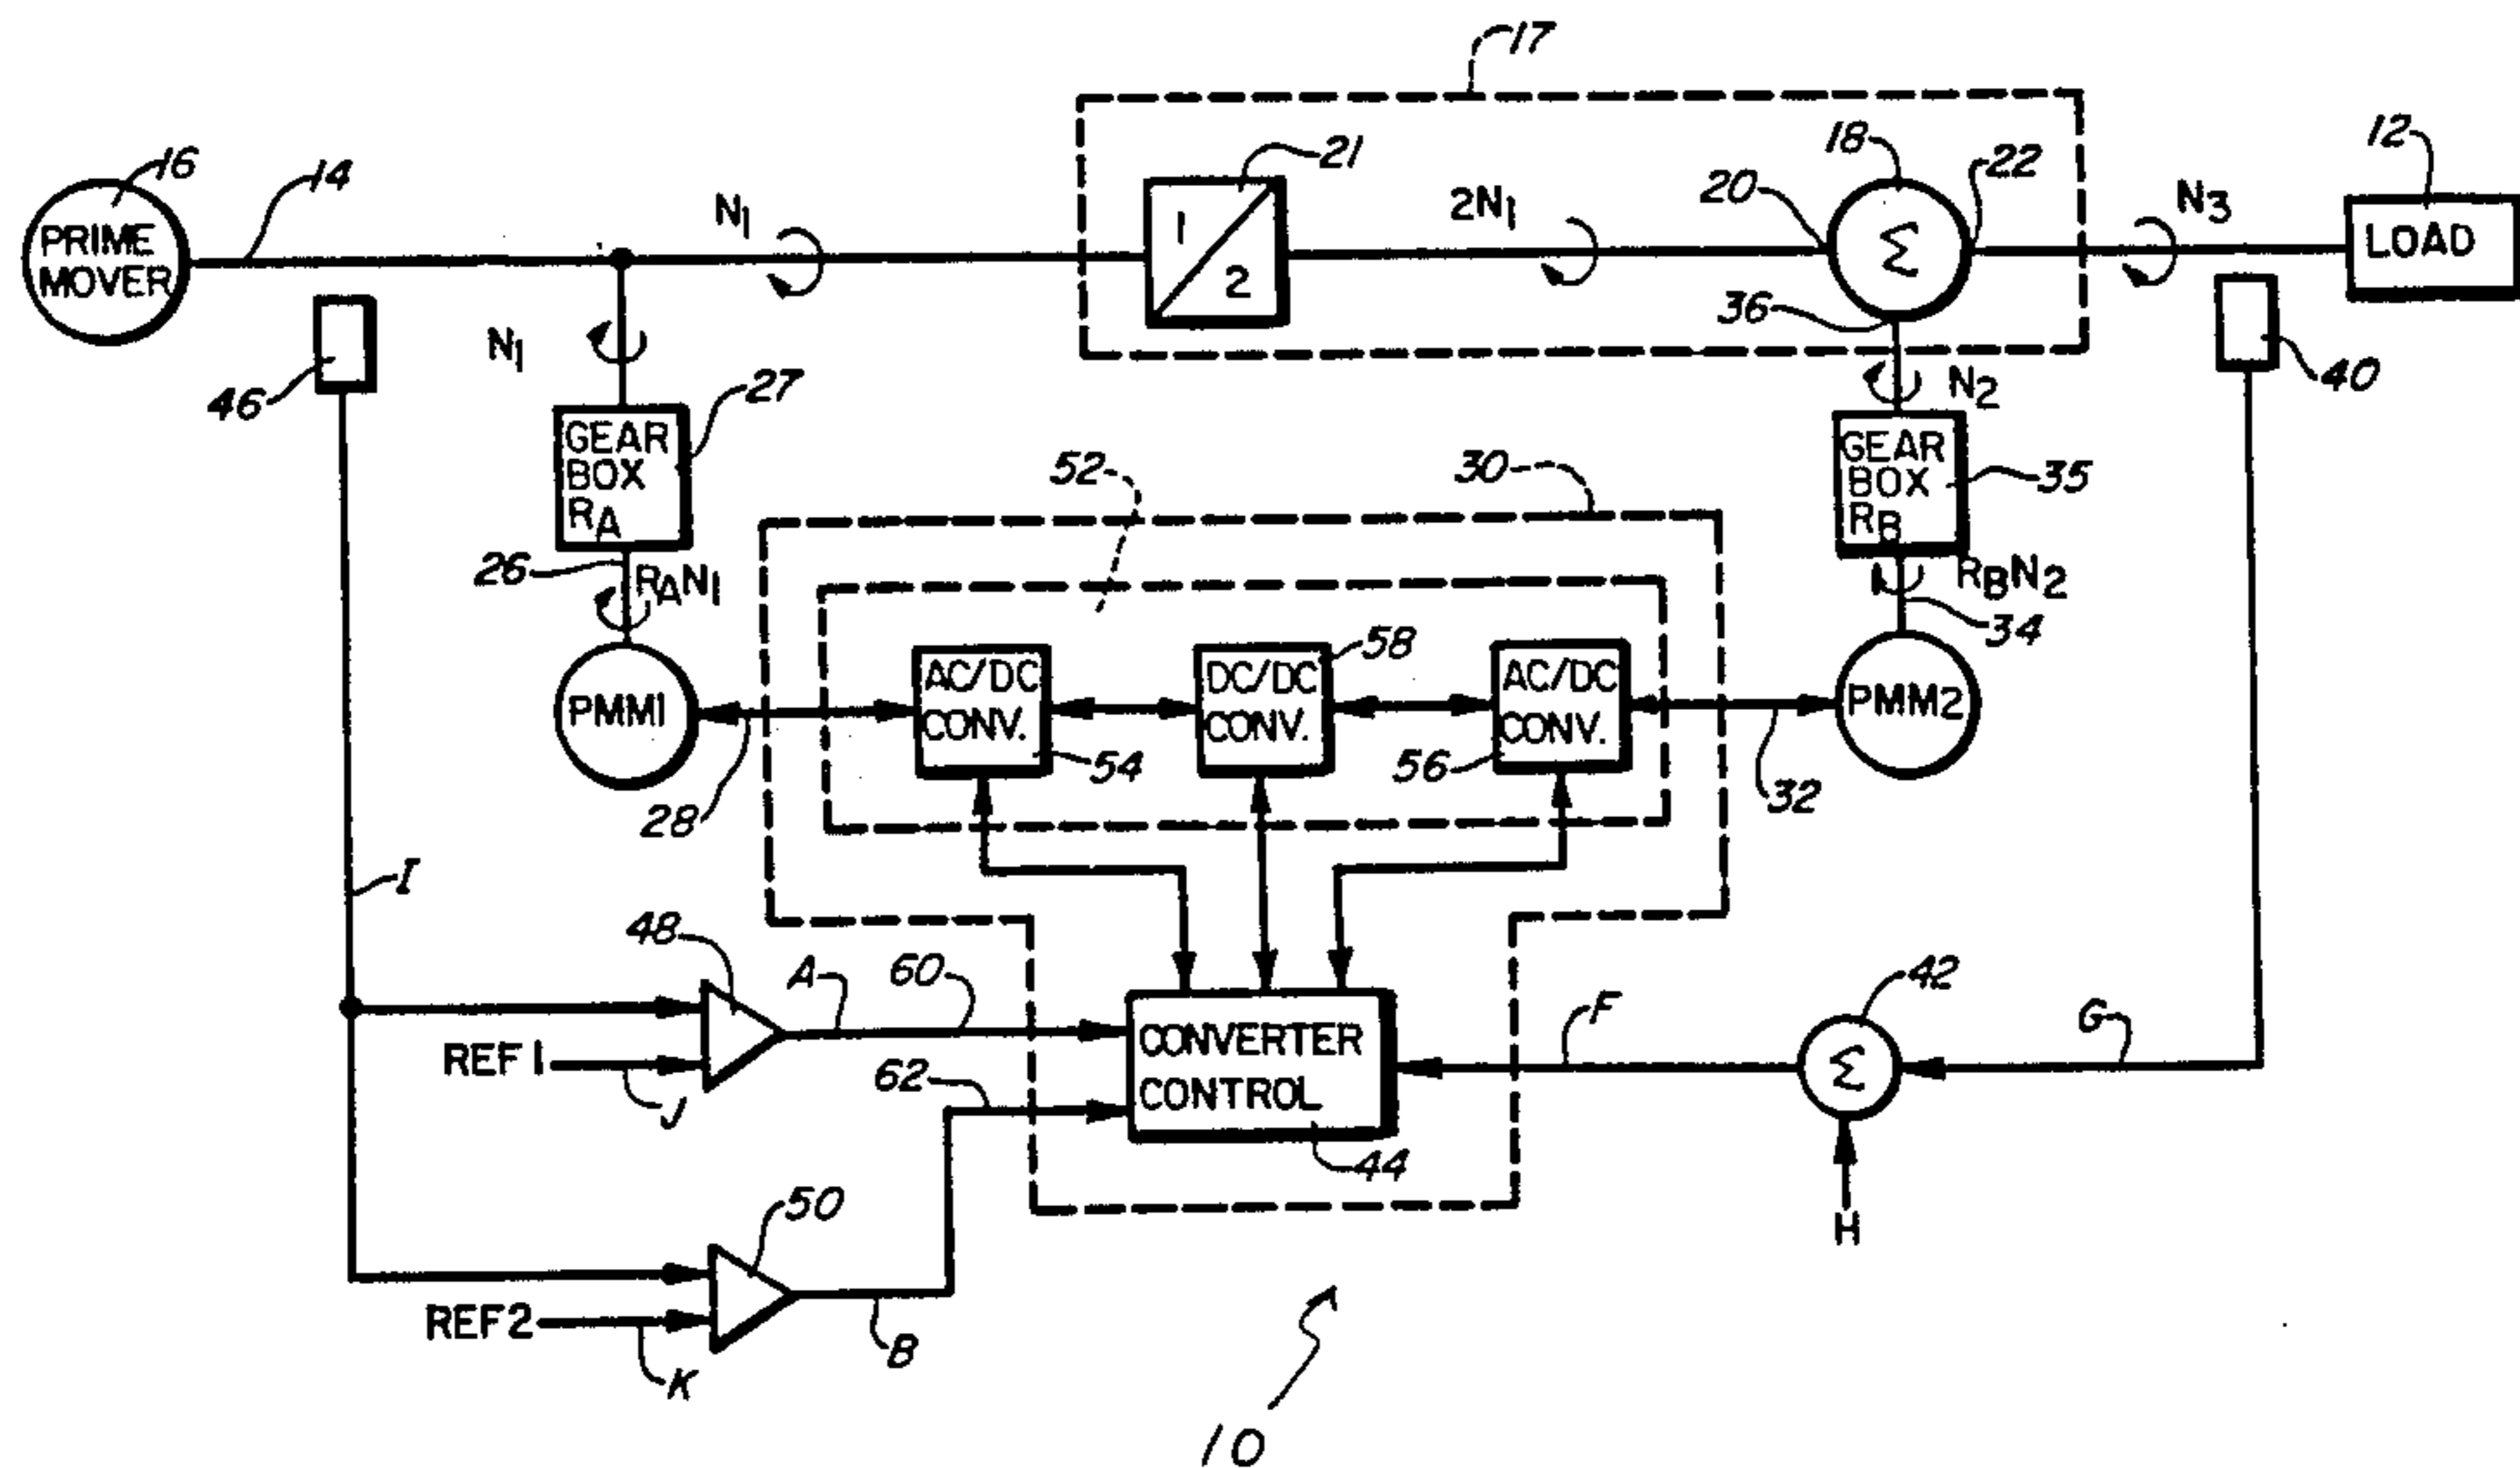 17
16
14
21
18
22
12
N1
2N1
20
N3
PRIME
MOVER
1
2
Σ
LOAD
36
N1
N2
46
27
40
GEAR
BOX
RA
GEAR
BOX
RB
35
52
30
26
RAN1
RBN2
34
58
PMM1
AC/DC
CONV.
DC/DC
CONV.
AC/DC
CONV.
PMM2
54
56
28
32
I
48
A
60
F
42
G
REF1
CONVERTER
CONTROL
Σ
62
J
44
50
H
REF2
B
K
10